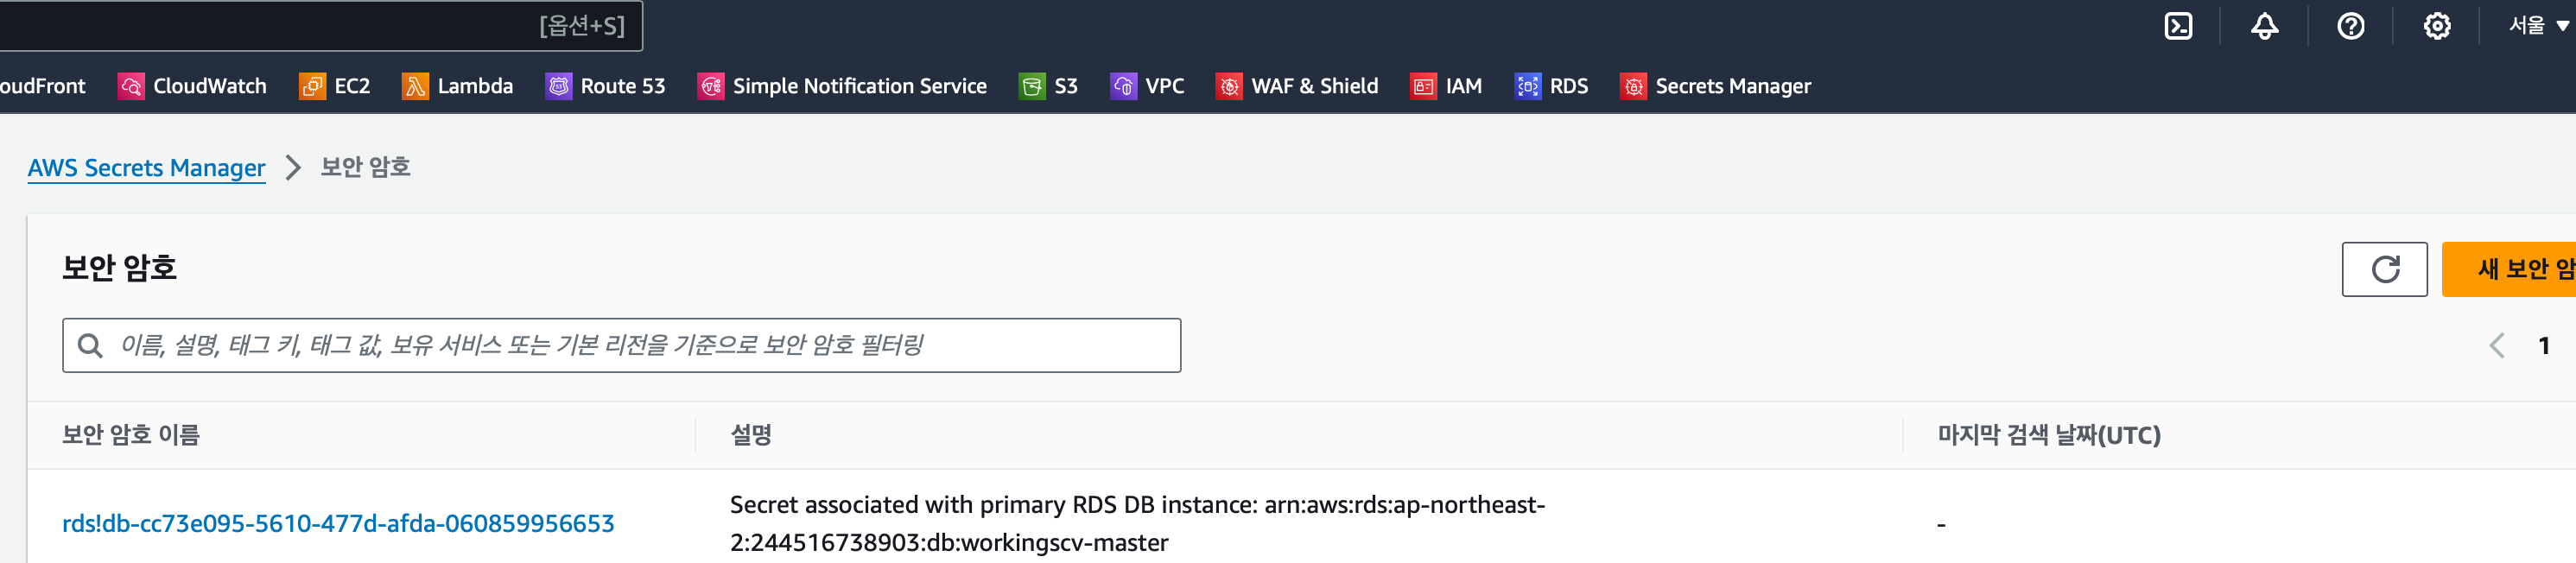 [옵션+S]
서울
oudFront CloudWatch EC2 Lambda Route 53 Simple Notification Service S3 VPC WAF & Shield IAM RDS Secrets Manager
AWS Secrets Manager 보안 암호
보안 암호
새 보안 암
이름, 설명, 태그 키, 태그 값, 보유 서비스 또는 기본 리전을 기준으로 보안 암호 필터링
1
보안 암호 이름 설명 마지막 검색 날짜(UTC)
Secret associated with primary RDS DB instance: arn:aws:rds:ap-northeast-
rds!db-cc73e095-5610-477d-afda-060859956653 -
2:244516738903:db:workingscv-master